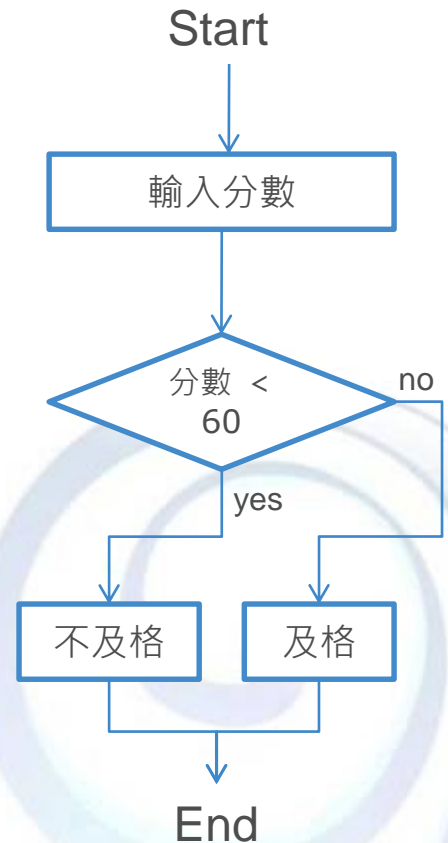 Start
輸入分數
分數 <
60
no
yes
不及格
及格
End